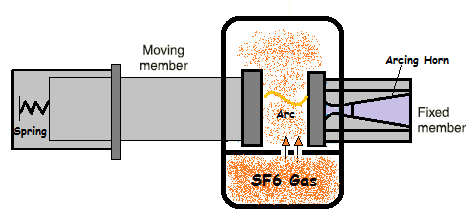 Moving
member
Arcing Horn
Spring
Arc
Fixed
member
SF6 Gas